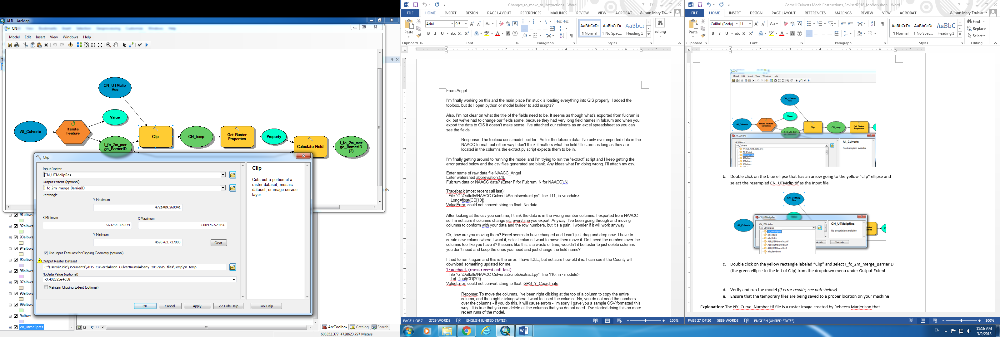 ALB - ArcMap
CN
Model Edit Insert View Windows Help
CN_UTMclip
Res
Value
All_Culverts
Iterate
Feature
I_fc_2m_mer
ge_BarrierID
Clip
CN_temp
Get Raster
Properties
Property
Calculate Field
I_fc_2m_mer
ge_BarrierID
(2)
Clip
Input Raster
CN_UTMclipRes
Output Extent (optional)
I_fc_2m_merge_BarrierID
Rectangle
Y Maximum
4721489.260341
X Minimum
X Maximum
563754.399374
600976.529196
Y Minimum
4696763.737880
Clear
Use Input Features for Clipping Geometry (optional)
Output Raster Dataset
C:\Users\Public\Documents\2015_Culvert\Allison_CulvertRuns\Albany_2017\GIS_files\Temp\cn_temp
NoData Value (optional)
-3.402823e+038
Maintain Clipping Extent (optional)
OK Cancel Apply << Hide Help Tool Help
Clip
Cuts out a portion of a
raster dataset, mosaic
dataset, or image service
layer.
91albws
92albws
93albws
94albws
95albws
96albws
97albws
98albws
99albws
9albws
cn_utmclipres
ArcToolbox Catalog Search
608352.377 4728623.797 Meters
Changes_to_make_to_instructions - Word
FILE HOME INSERT DESIGN PAGE LAYOUT REFERENCES MAILINGS REVIEW VIEW ACROBAT Allison Mary Tr...
Arial 9.5
Paste
Clipboard Font Paragraph Styles
AaBbCcDc AaBbCcDc AaBbCc
¶ Normal ¶ No Spac... Heading 1
Editing
From Angel
I'm finally working on this and the main place I'm stuck is loading everything into GIS properly. I added the
toolbox, but do I open python or model builder to add scripts?
Also, I'm not clear on what the title of the fields need to be. It seems as though what's exported from fulcrum is
ok, but we've had to change our fields some, because they had very long field names in fulcrum and when you
export the data to GIS it doesn't make sense. I've attached our culverts as an excel spreadsheet so you can
see the fields.
Response: The toolbox uses model builder. As for the fulcrum data, I've only ever imported data in the
NAACC format, but either way I don't think it matters what the field titles are, as long as they are
located in the columns the extract.py script expects them to be in.
I'm finally getting around to running the model and I'm trying to run the "extract" script and I keep getting the
error pasted below and the csv files generated are blank. Any ideas what I'm doing wrong. I'll attach my csv.
Enter name of raw data file:NAACC_Angel
Enter watershed abbreviation:CIE
Fulcrum data or NAACC data? (Enter F for Fulcrum, N for NAACC):N
Traceback (most recent call last):
File "G:\Outfalls\NAACC Culverts\Scripts\extract.py", line 111, in <module>
Long=float(CD[19])
ValueError: could not convert string to float: No data
After looking at the csv you sent me, I think the data is in the wrong number columns. I exported from NAACC
so I'm not sure if columns change etc everytime you export. Anyway, I've been going through and moving
columns to conform with your data and the row numbers, but it's a pain. I wonder if it will work anyway.
Ok, how are you moving them? Excel seems to have changed and I can't just drag and drop now. I have to
create new column where I want it, select column I want to move then move it. Do I need the numbers over the
columns too like you have it? It seems like this is a waste of time, wouldn't it be faster to just delete columns
you don't need and keep the ones you need and just change the field name?
I tried to run it again and this is the error. I have IDLE, but not sure how old it is. I can see if the County will
download something updated for me.
Traceback (most recent call last):
File "G:\Outfalls\NAACC Culverts\Scripts\extract.py", line 110, in <module>
Lat=float(CD[20])
ValueError: could not convert string to float: GPS_Y_Coordinate
Reponse: To move the columns, I've been right clicking at the top of a column to copy the entire
column, and then right clicking where I want to insert the column. No, you do not need the numbers
over the columns - if you do this, it will cause errors - I'm sorry I gave you a sample CSV formatted this
way. It is true that you can delete all the columns that you do not need. I've started doing this on more
recent runs of the model.
PAGE 1 OF 7 2729 WORDS ENGLISH (UNITED STATES) 100%
Cornell Culverts Model Instructions_Revised2018_forWorkshop - Word
FILE HOME INSERT DESIGN PAGE LAYOUT REFERENCES MAILINGS REVIEW VIEW ACROBAT Allison Mary Truhlar
Calibri (Body) 11
Paste
Clipboard Font Paragraph Styles Editing
AaBbCcDc AaBbCcDc AaBbC
¶ Normal ¶ No Spac... Heading 1
Find
Replace
Select
CN
Model Edit Insert View Windows Help
CN_UTMclip
Res
Value
All_Culverts
Iterate Feature
Selection
I_fc_2m_mer
Clip
CN_temp
Get Raster
Properties
All_Culverts
All_Culverts
All_Culverts
XYALB_field_data_proj
NHD_ALB
All_Culverts
100albws
101albws
102albws
All_Culverts
No description available
b. Double click on the blue ellipse that has an arrow going to the yellow "clip" ellipse and
select the resampled CN_UTMclip.tif as the input file
CN_UTMclip
Res
All_Culverts
CN_UTMclipRes
CN_UTMclipRes
cn_utmclipres
cn_utmclipres
alb_slope
alb_flolen
ALB_DEMburnfacc.tif
ALB_DEMburnfdir.tif
ALB_DEMburnfill.tif
alb_demburn
CN_UTMclipRes
No description available
Tool Help
c. Double click on the yellow rectangle labeled "Clip" and select I_fc_2m_merge_BarrierID
(the green ellipse to the left of Clip) from the dropdown menu under Output Extent
d. Verify and run the model (If error results, see note below)
e. Ensure that the temporary files are being saved to a proper location on your machine
Explanation: The NY_Curve_Number.tif file is a raster image created by Rebecca Marjerison that
PAGE 27 OF 30 5889 WORDS ENGLISH (UNITED STATES) 100%
EN
11:16 AM
3/9/2018